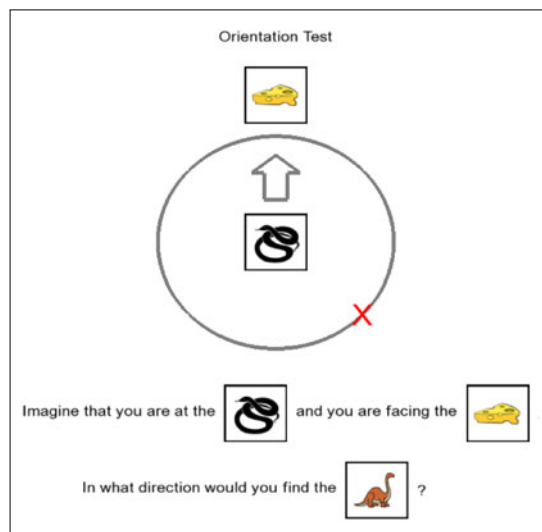 Orientation Test
X
Imagine that you are at the and you are facing the .
In what direction would you find the ?